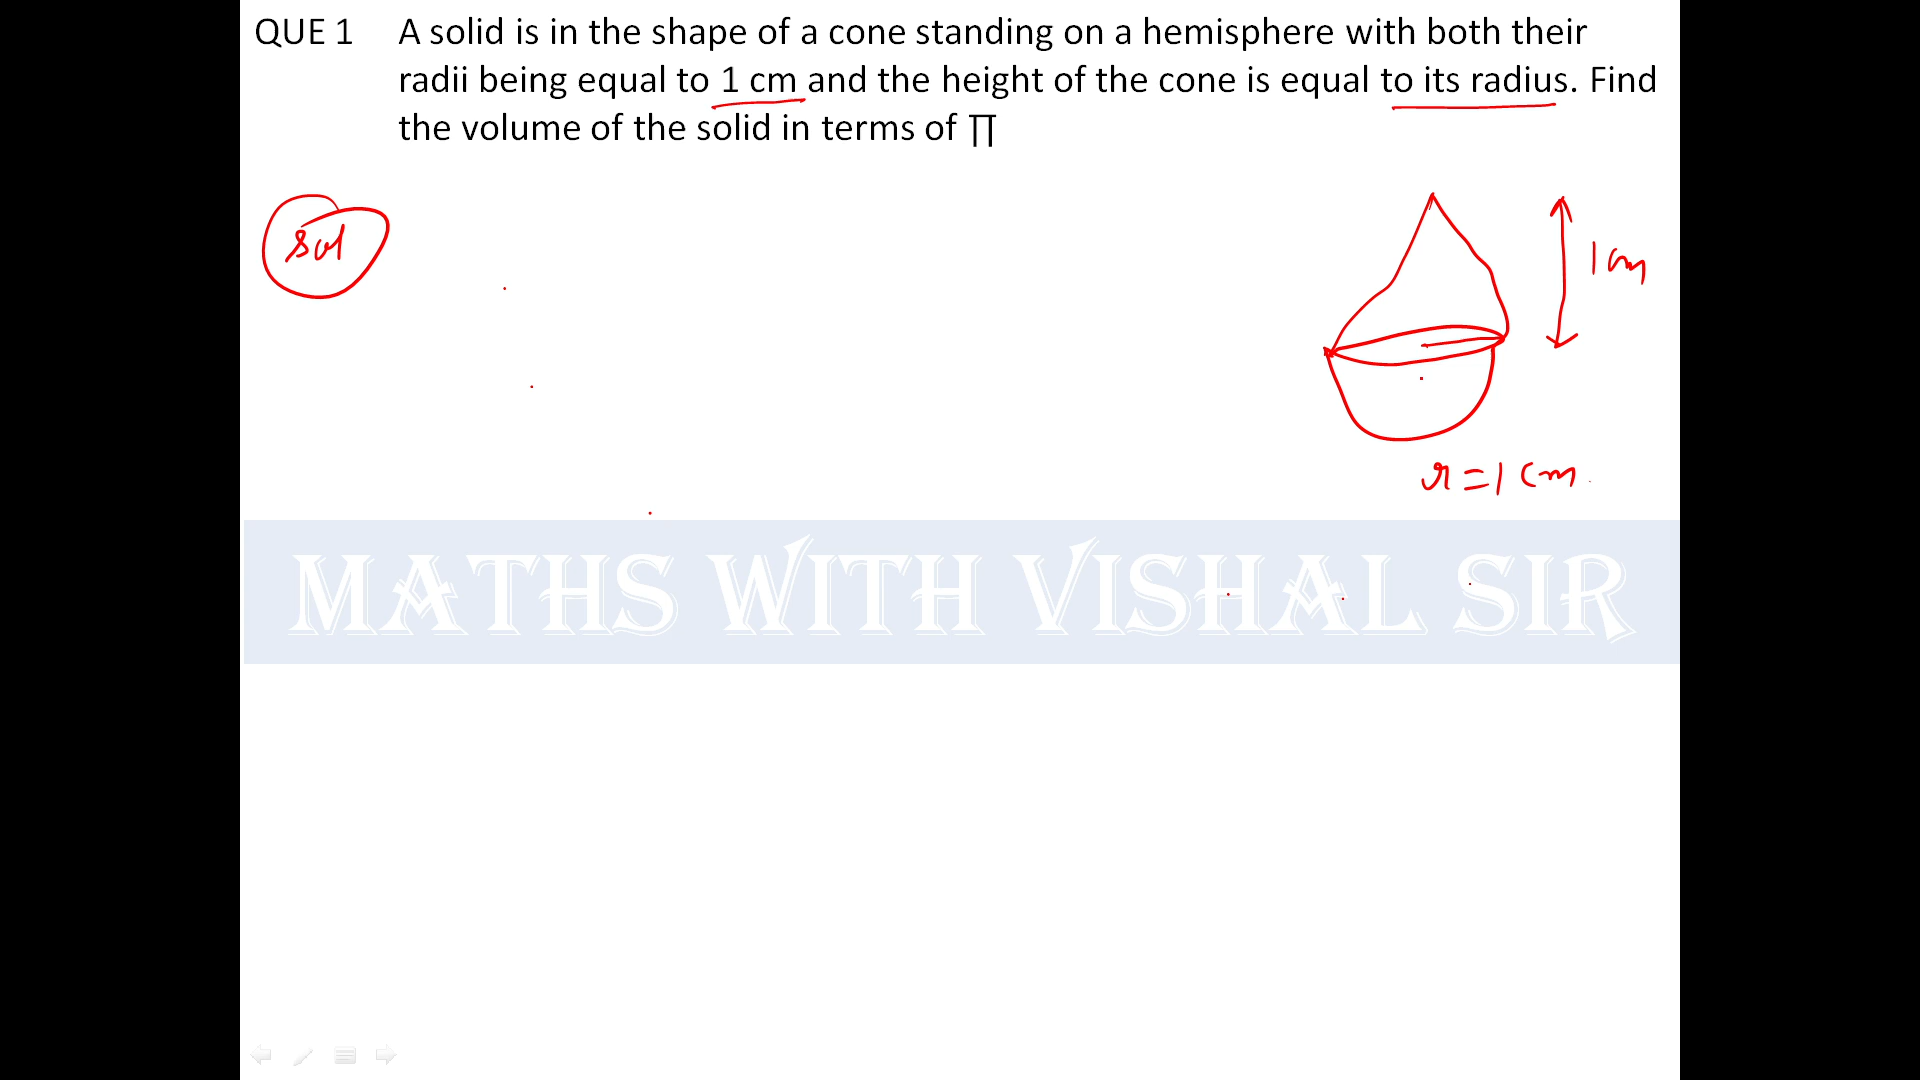 QUE 1 A solid is in the shape of a cone standing on a hemisphere with both their
radii being equal to 1 cm and the height of the cone is equal to its radius. Find
the volume of the solid in terms of ∏
sol
1 cm
r = 1 cm
MATHS WITH VISHAL SIR